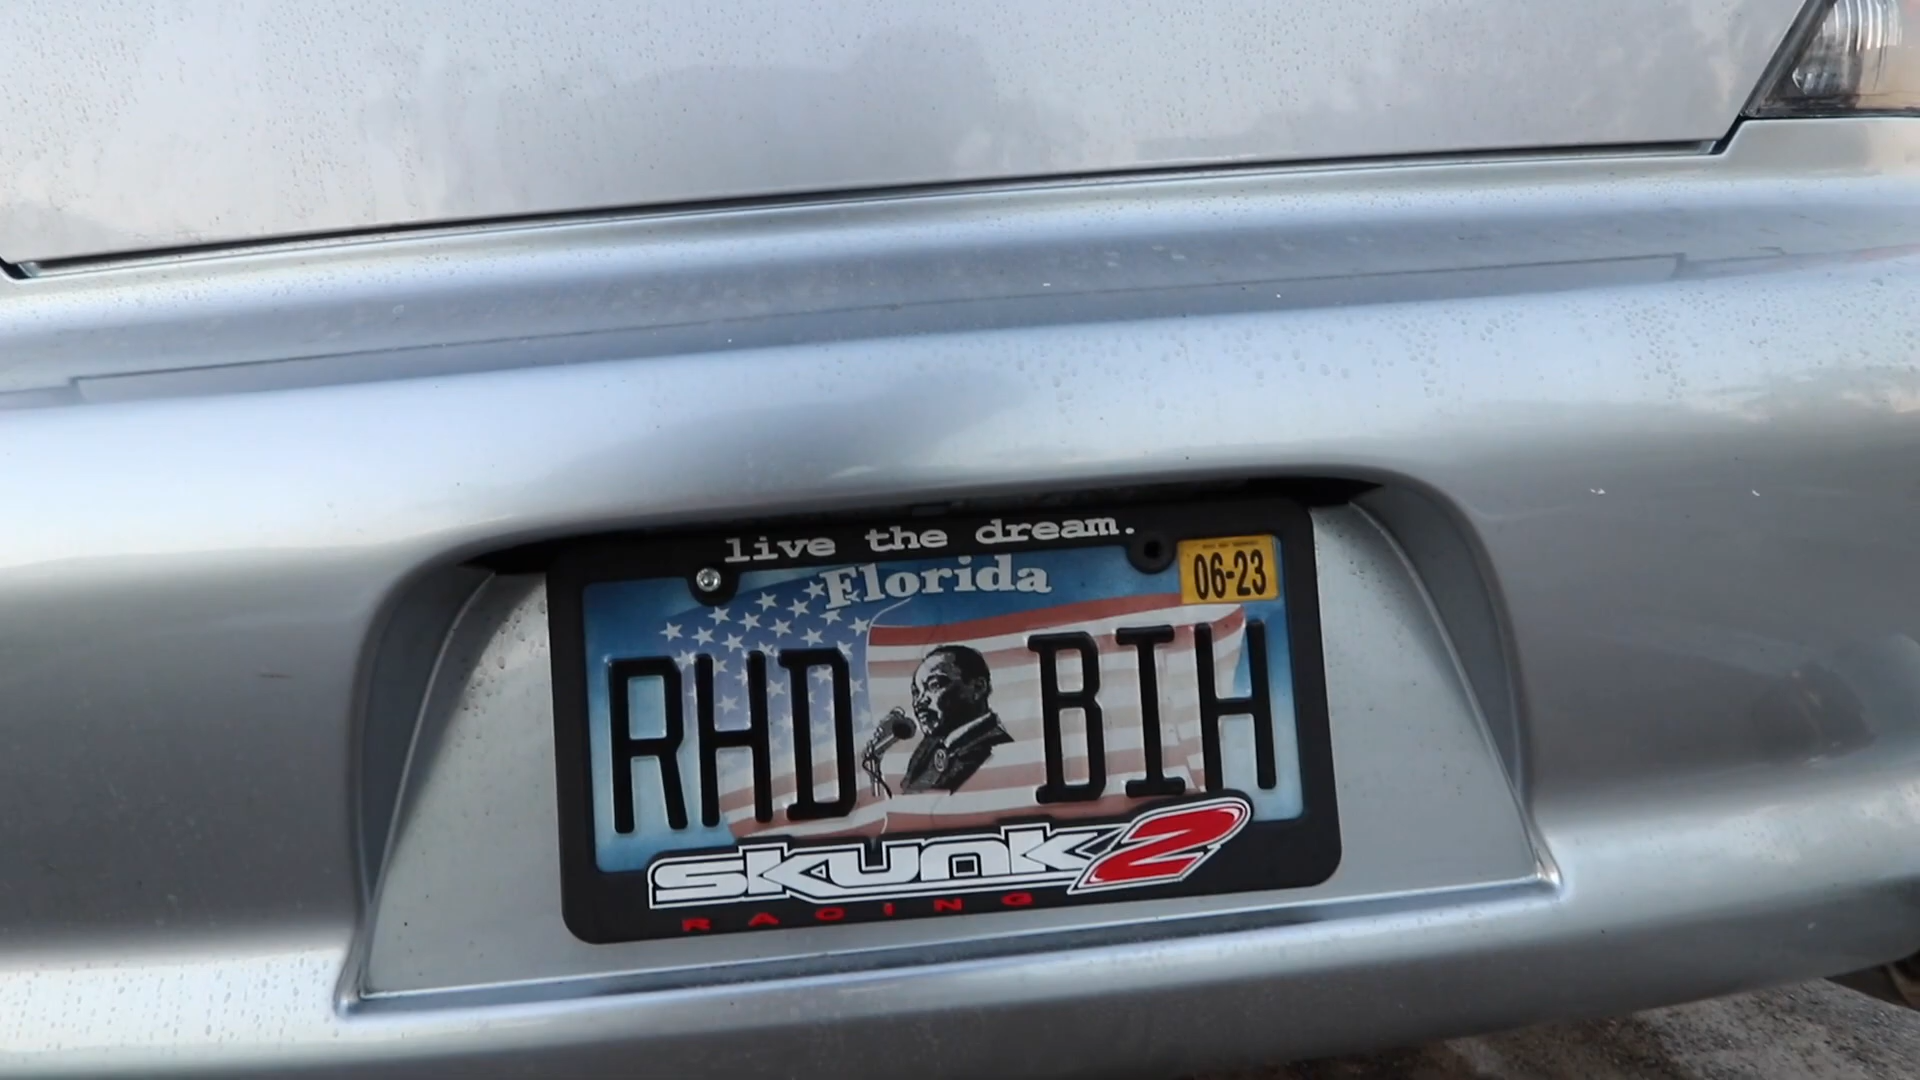 live the dream.
Florida
06-23
RHD BIH
SKUNK2
RACING